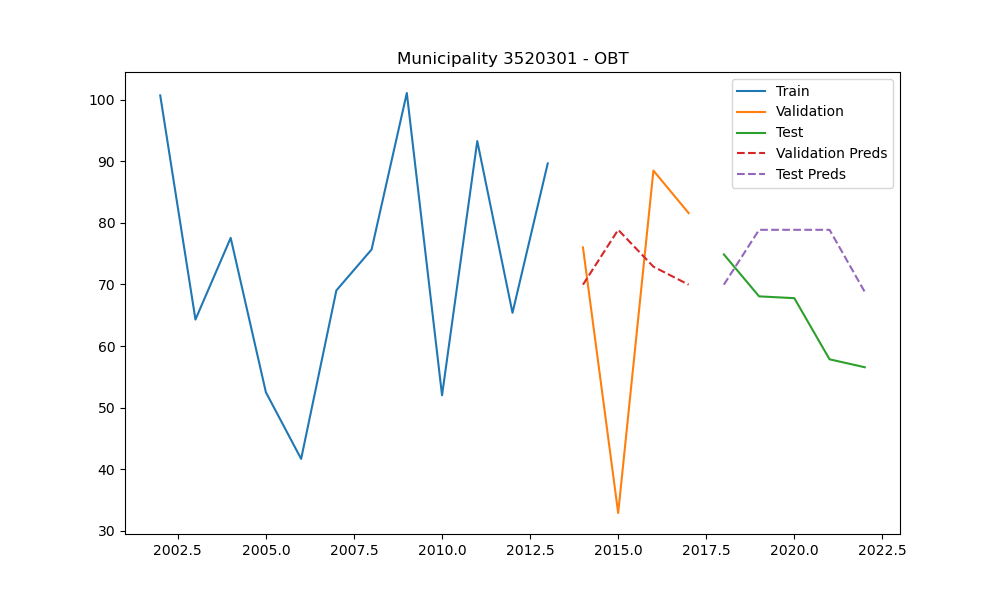 Municipality 3520301 - OBT
Train
Validation
Test
Validation Preds
Test Preds
100
90
80
70
60
50
40
30
2002.5 2005.0 2007.5 2010.0 2012.5 2015.0 2017.5 2020.0 2022.5